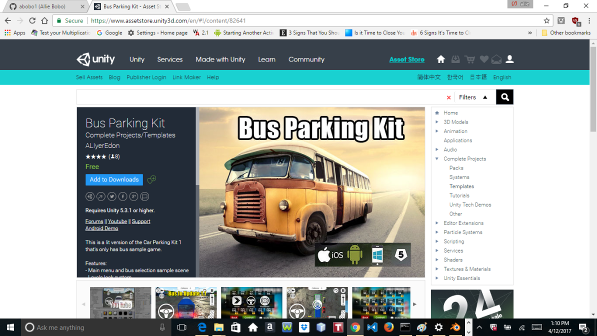 abobo1 (Allie Bobo)
Bus Parking Kit - Asset St
Secure
https://www.assetstore.unity3d.com/en/#!/content/82641
Apps
Test your Multiplicatio
Google
Settings - Home page
2.1
Starting Another Acti
3 Signs That You Sho
Is it Time to Close Yo
6 Signs It's Time to C
Other bookmarks
unity
Unity
Services
Made with Unity
Learn
Community
Asset Store
Sell Assets
Blog
Publisher Login
Link Maker
Help
简体中文
한국어
日本語
English
Filters
Bus Parking Kit
Complete Projects/Templates
ALIyerEdon
Free
Add to Downloads
Requires Unity 5.3.1 or higher.
Forums || Youtube || Support
Android Demo
This is a lit version of the Car Parking Kit 1
that's only has bus sample game.
Features:
- Main menu and bus selection sample scene
Bus Parking Kit
iOS
5
Home
3D Models
Animation
Applications
Audio
Complete Projects
Packs
Systems
Templates
Tutorials
Unity Tech Demos
Other
Editor Extensions
Particle Systems
Scripting
Services
Shaders
Textures & Materials
Unity Essentials
24
Ask me anything
1:10 PM
4/12/2017